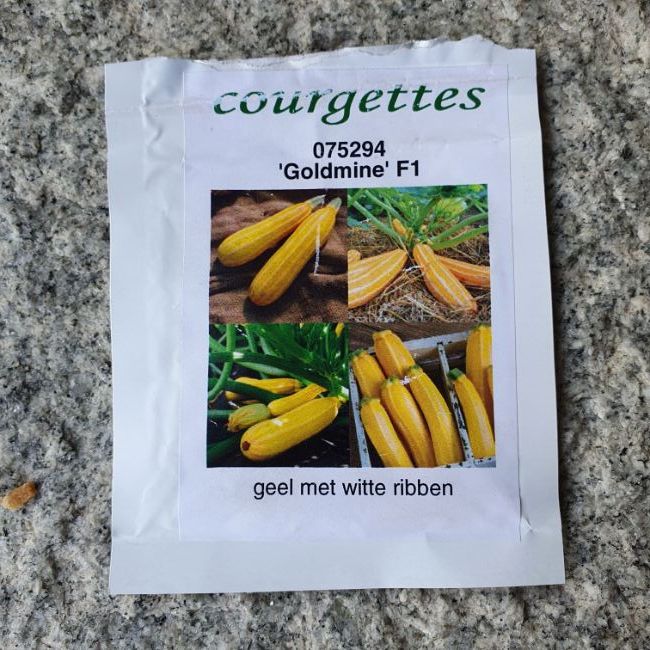 courgettes
075294
'Goldmine' F1
geel met witte ribben